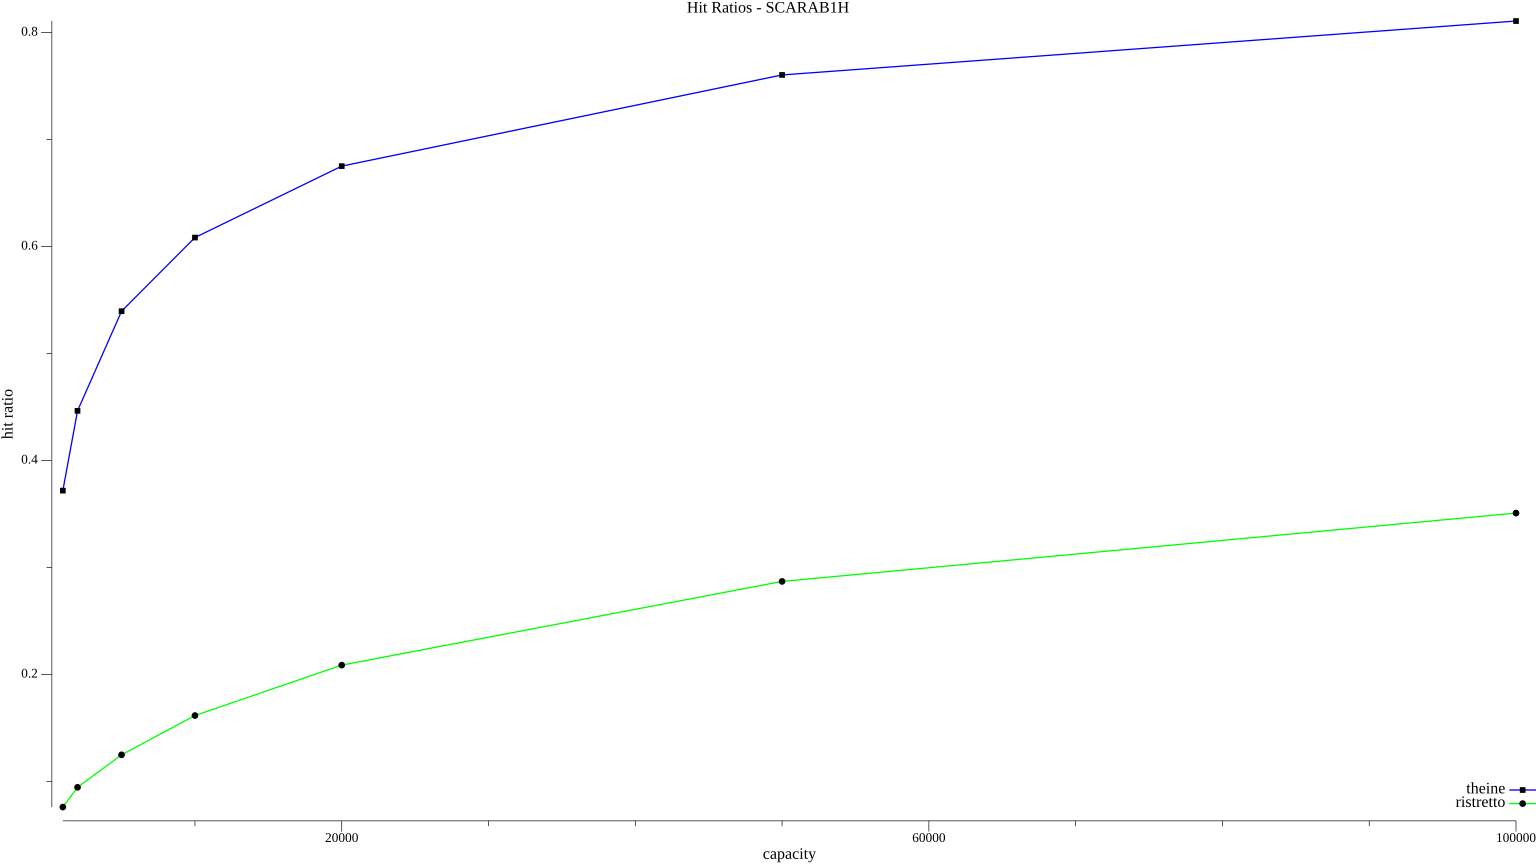 Hit Ratios - SCARAB1H
0.8
0.6
0.4
0.2
hit ratio
theine
ristretto
20000
60000
100000
capacity